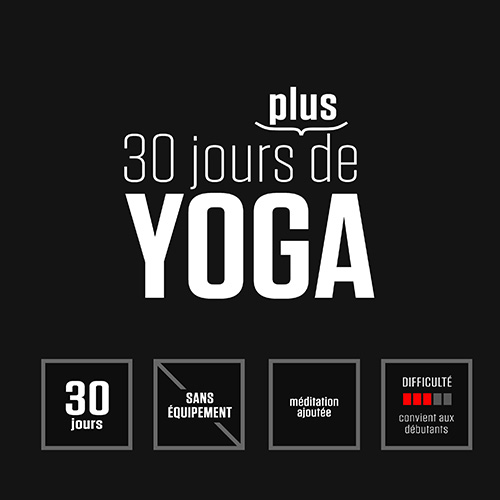 plus
30 jours de
YOGA
30
jours
SANS
ÉQUIPEMENT
méditation
ajoutée
DIFFICULTÉ
convient aux
débutants